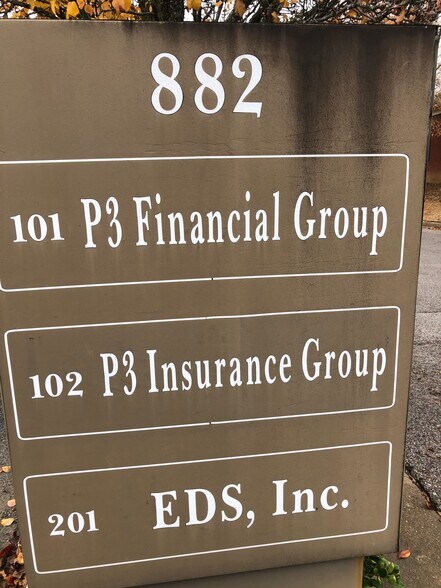 882
101 P3 Financial Group
102 P3 Insurance Group
201 EDS, Inc.